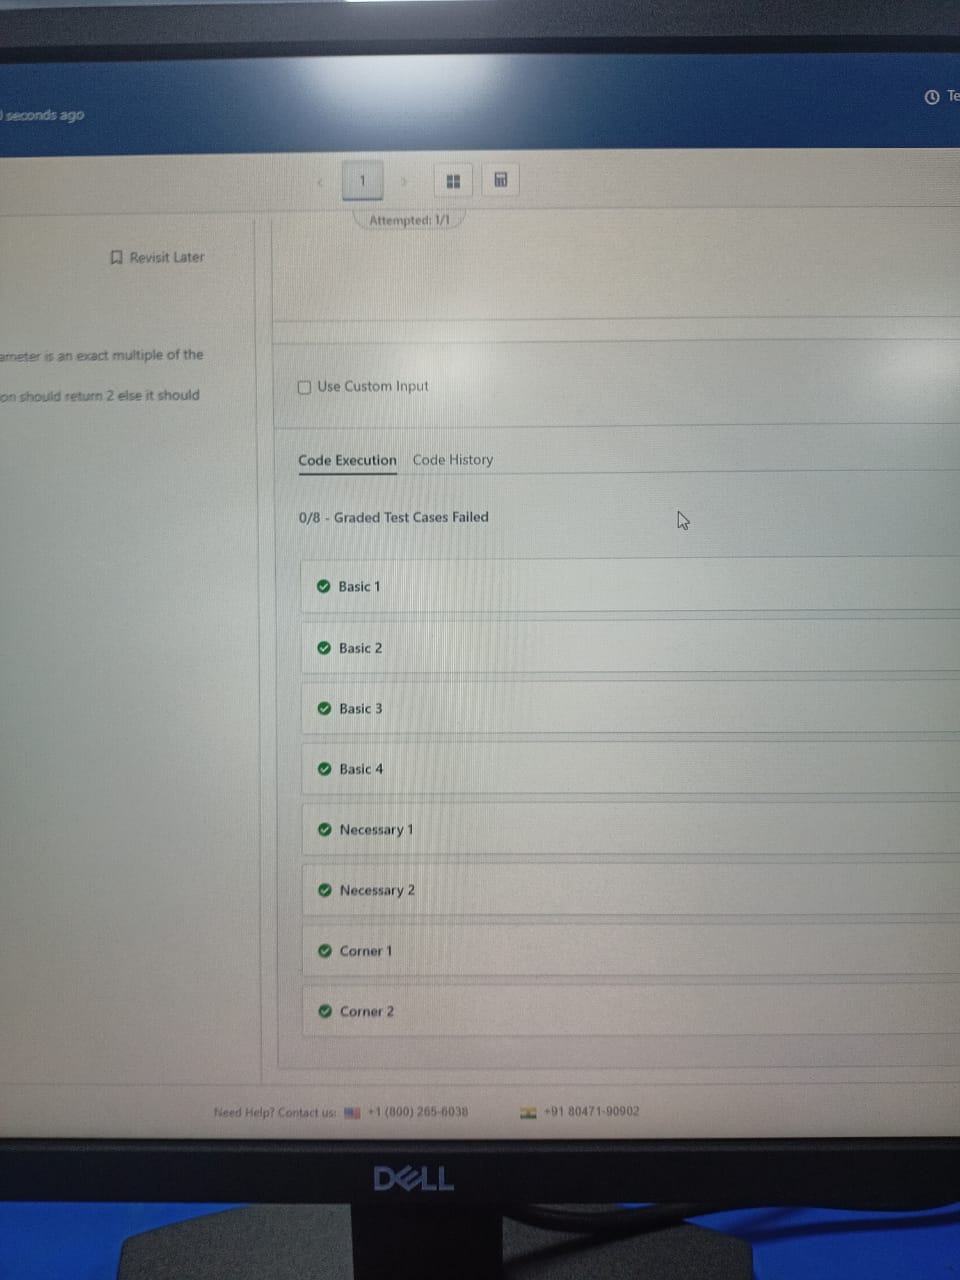 seconds ago
Te
1
Attempted: 1/1
Revisit Later
ameter is an exact multiple of the
on should return 2 else it should
Use Custom Input
Code Execution Code History
0/8 - Graded Test Cases Failed
Basic 1
Basic 2
Basic 3
Basic 4
Necessary 1
Necessary 2
Corner 1
Corner 2
Need Help? Contact us: +1 (800) 265-6038 +91 80471-90902
DELL